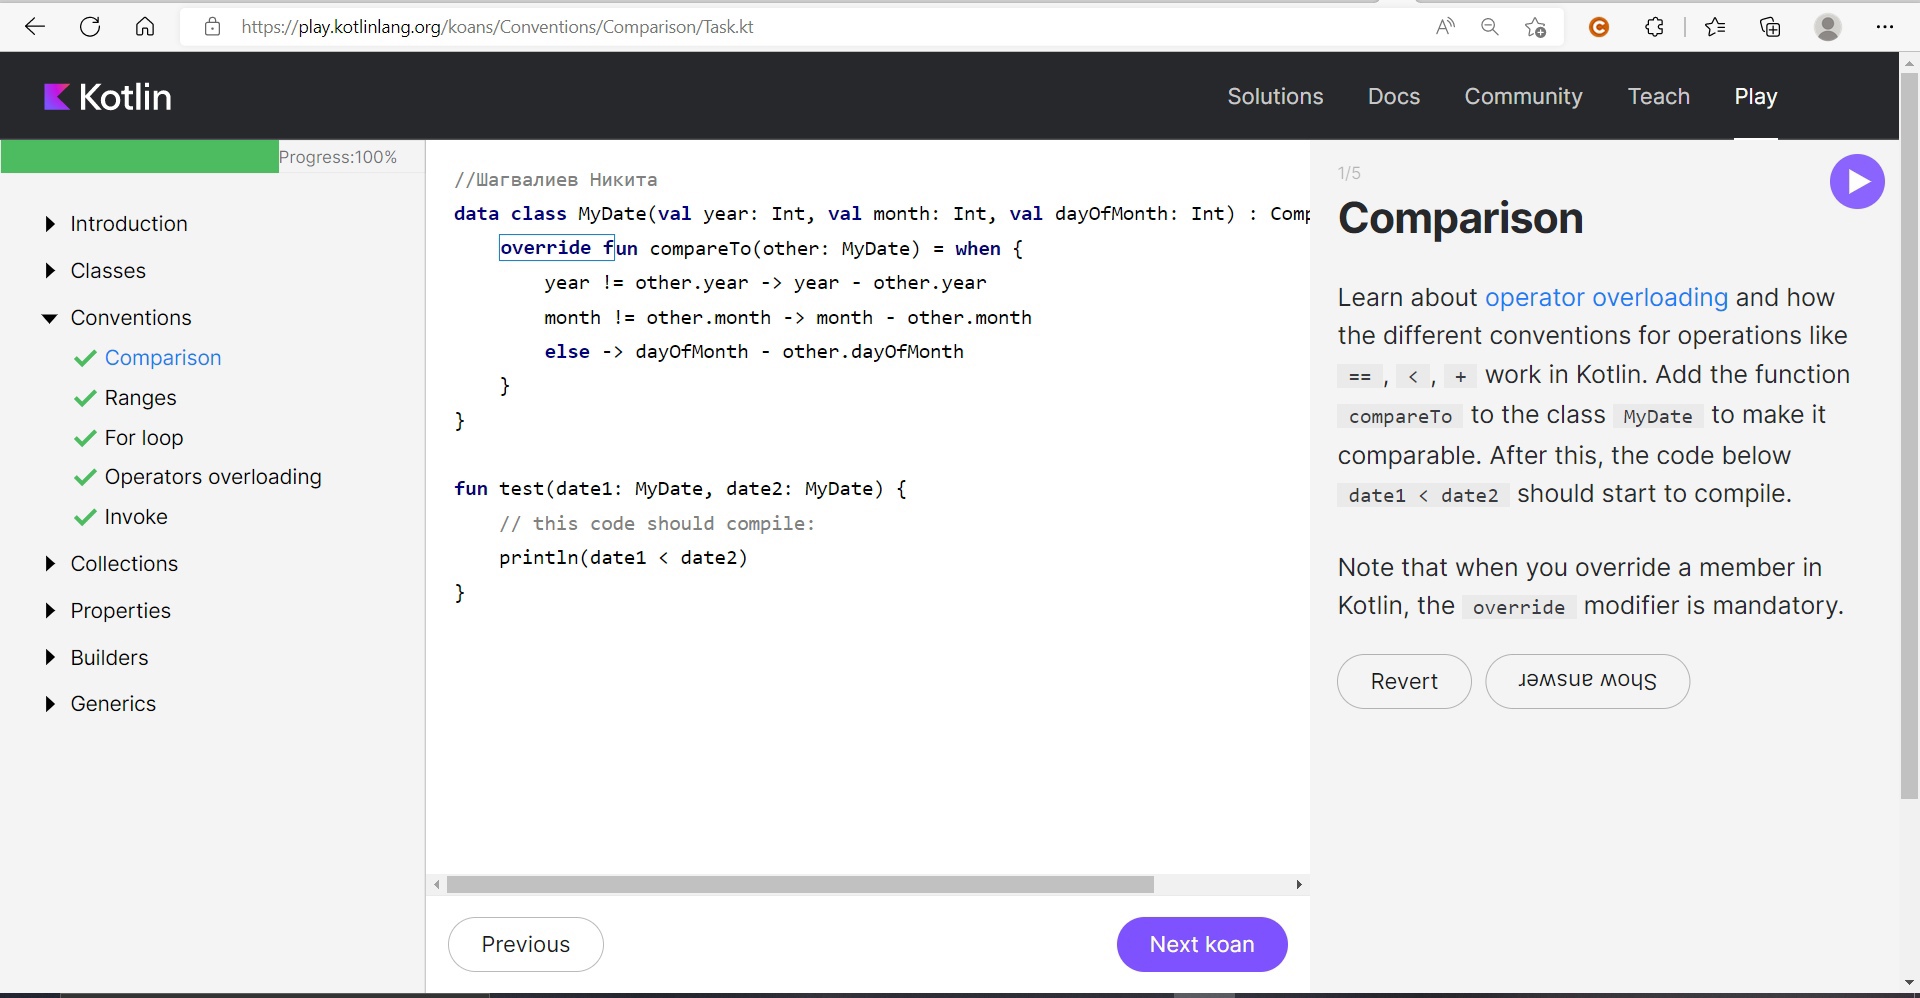 https://play.kotlinlang.org/koans/Conventions/Comparison/Task.kt
Kotlin
Solutions
Docs
Community
Teach
Play
Progress:100%
Introduction
Classes
Conventions
Comparison
Ranges
For loop
Operators overloading
Invoke
Collections
Properties
Builders
Generics
//Шагвалиев Никита
data class MyDate(val year: Int, val month: Int, val dayOfMonth: Int) : Comp
override fun compareTo(other: MyDate) = when {
year != other.year -> year - other.year
month != other.month -> month - other.month
else -> dayOfMonth - other.dayOfMonth
}
}
fun test(date1: MyDate, date2: MyDate) {
// this code should compile:
println(date1 < date2)
}
Previous
Next koan
1/5
Comparison
Learn about operator overloading and how
the different conventions for operations like
== , < , + work in Kotlin. Add the function
compareTo to the class MyDate to make it
comparable. After this, the code below
date1 < date2 should start to compile.
Note that when you override a member in
Kotlin, the override modifier is mandatory.
Revert
Show answer